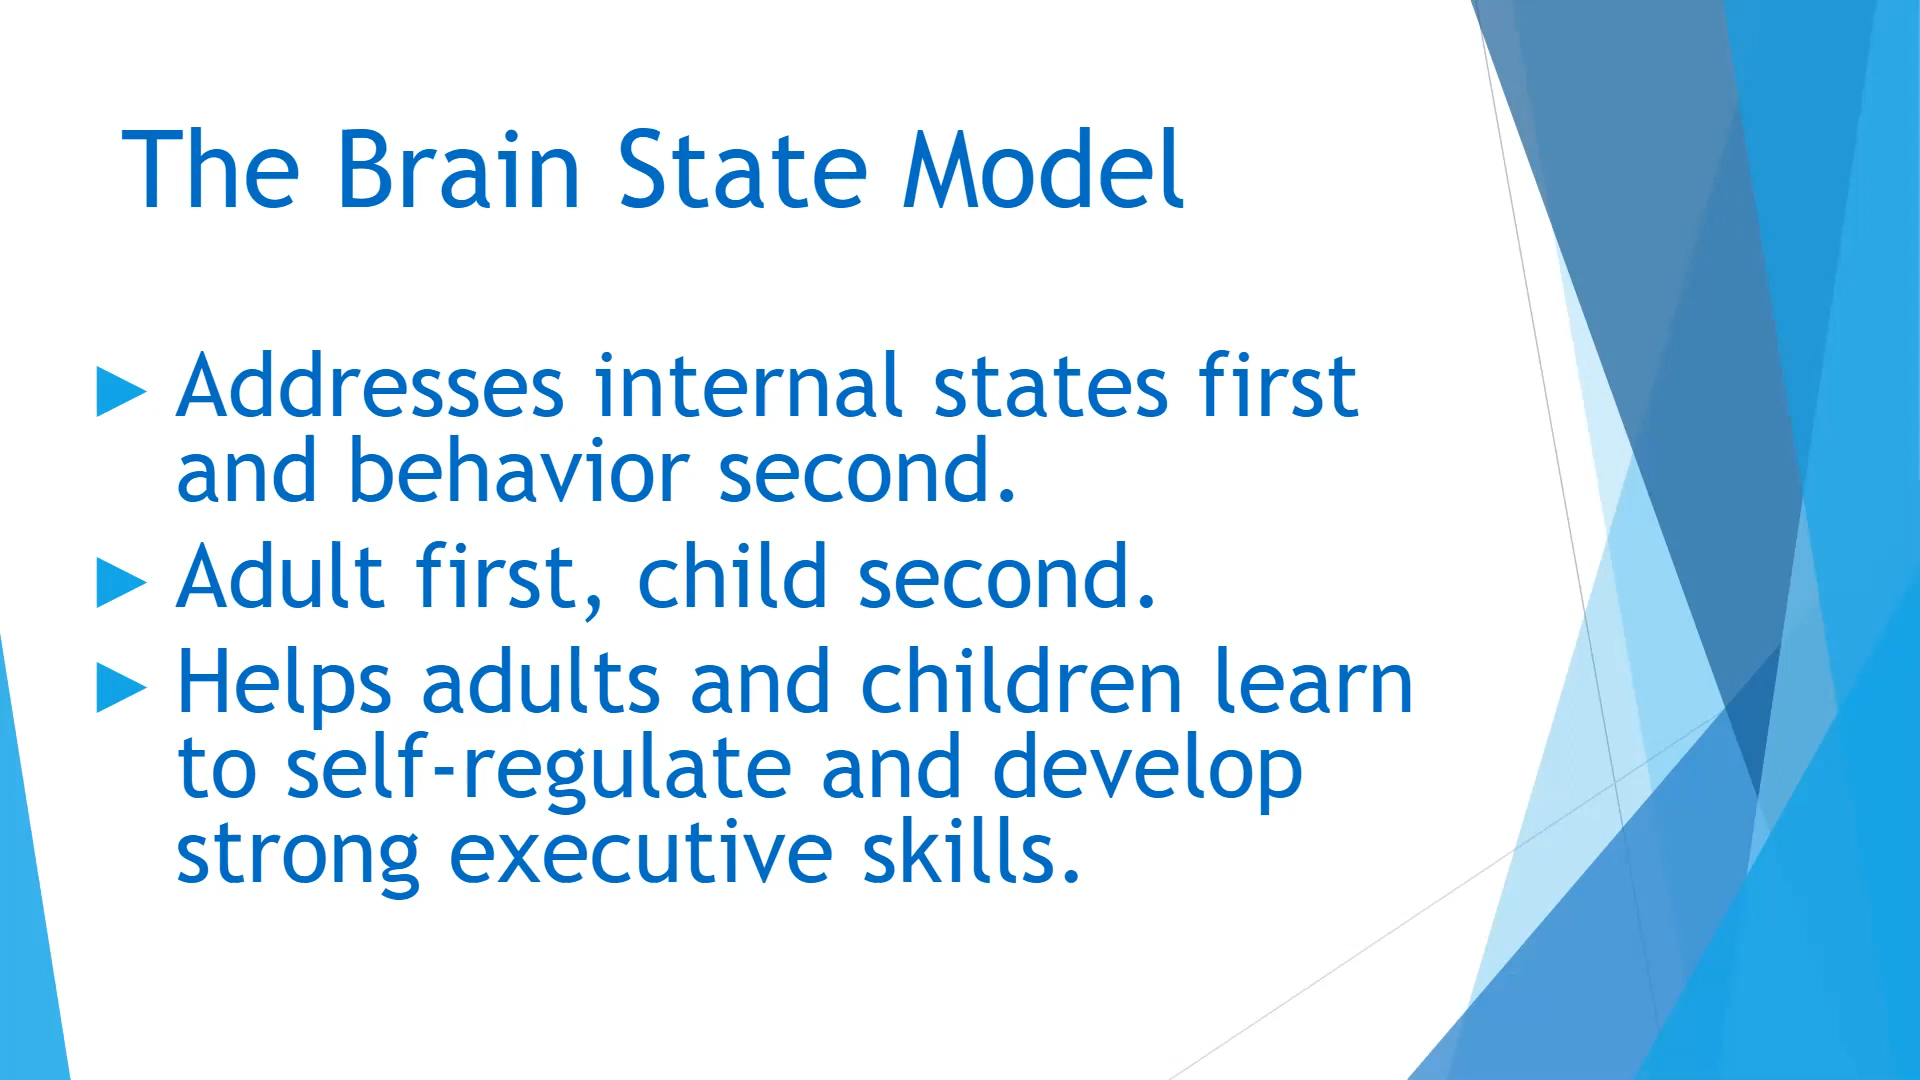 The Brain State Model
Addresses internal states first
and behavior second.
Adult first, child second.
Helps adults and children learn
to self-regulate and develop
strong executive skills.